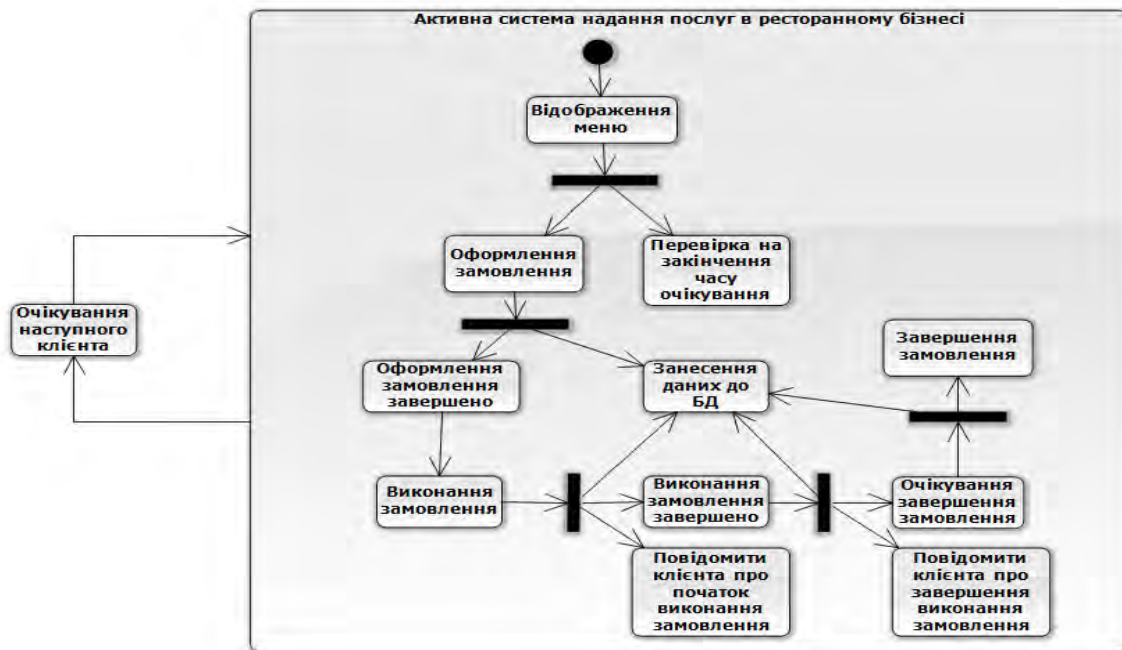 Активна система надання послуг в ресторанному бізнесі
Відображення
меню
Оформлення
замовлення
Перевірка на
закінчення
часу
очікування
Очікування
наступного
клієнта
Завершення
замовлення
Оформлення
замовлення
завершено
Занесення
даних до
БД
Виконання
замовлення
Виконання
замовлення
завершено
Очікування
завершення
замовлення
Повідомити
клієнта про
початок
виконання
замовлення
Повідомити
клієнта про
завершення
виконання
замовлення